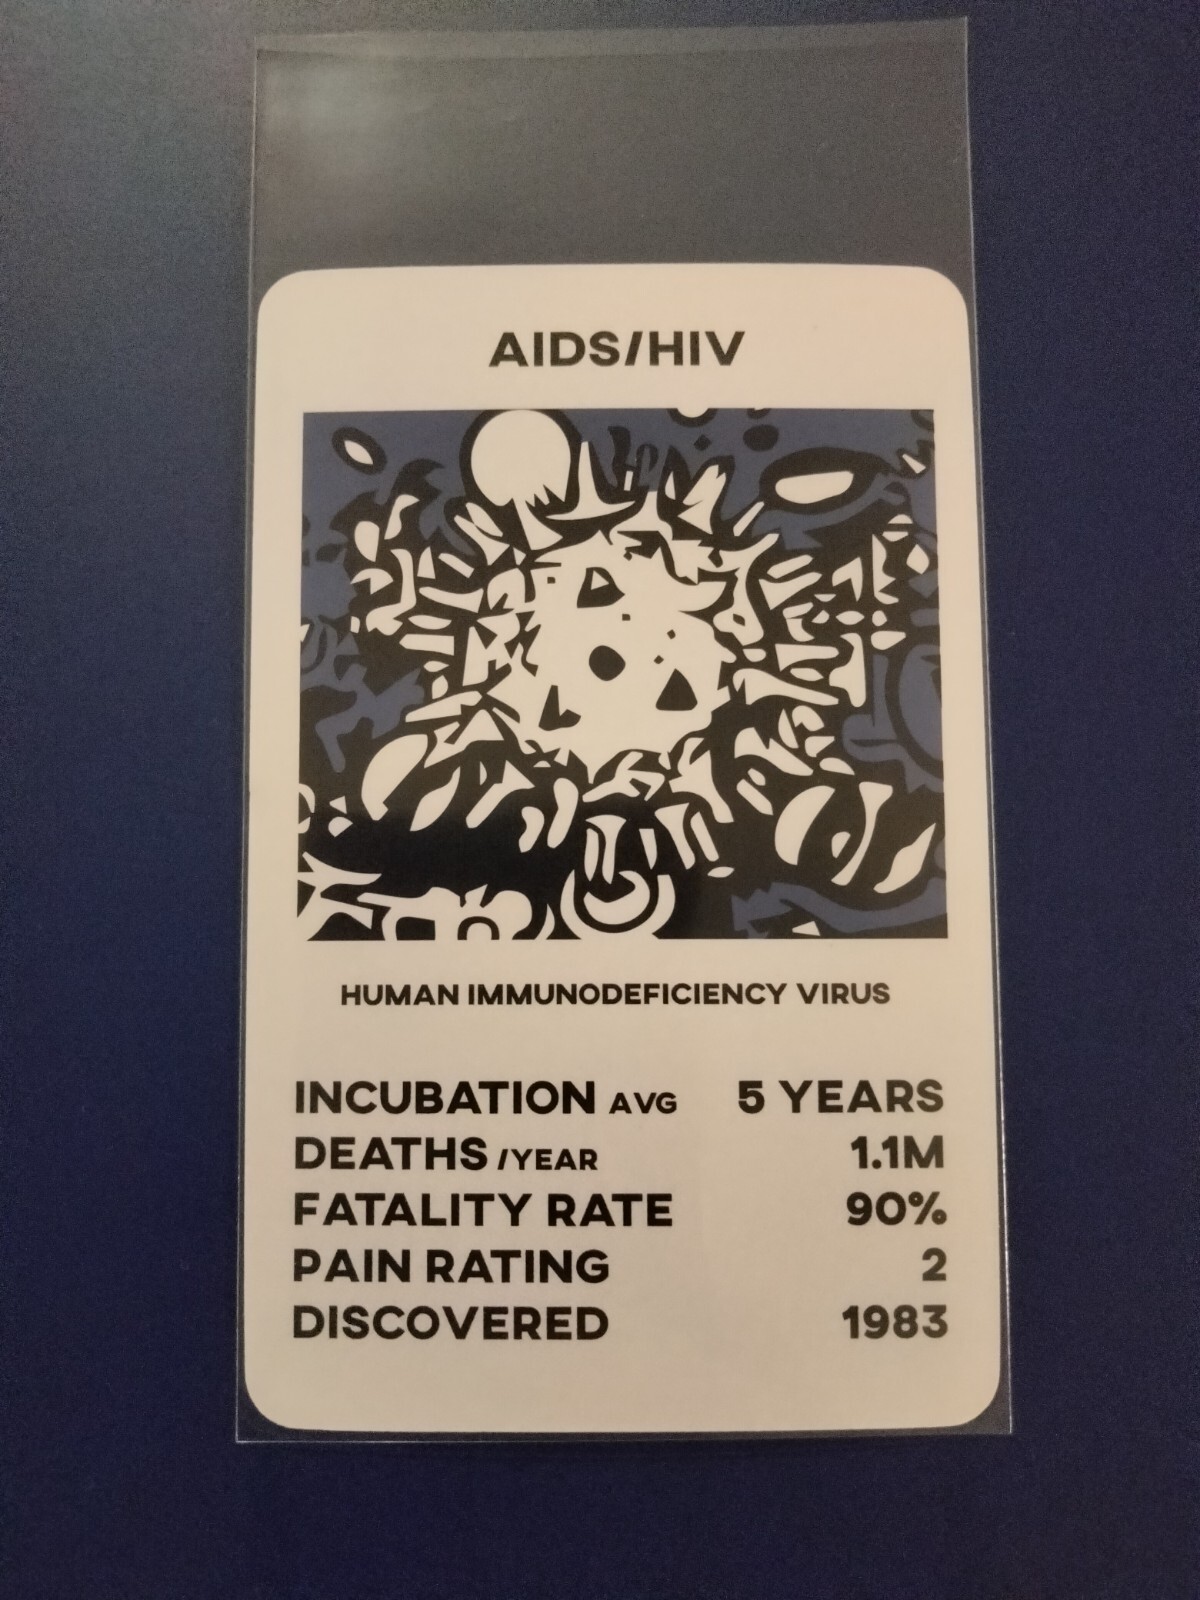 AIDS/HIV
HUMAN IMMUNODEFICIENCY VIRUS
INCUBATION AVG 5 YEARS
DEATHS /YEAR 1.1M
FATALITY RATE 90%
PAIN RATING 2
DISCOVERED 1983